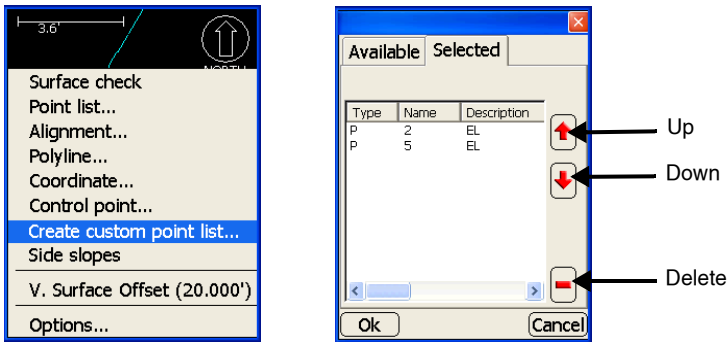 3.6'
NORTH
Surface check
Point list...
Alignment...
Polyline...
Coordinate...
Control point...
Create custom point list...
Side slopes
V. Surface Offset (20.000')
Options...
Available Selected
Type Name Description
P 2 EL
P 5 EL
Up
Down
Delete
Ok Cancel